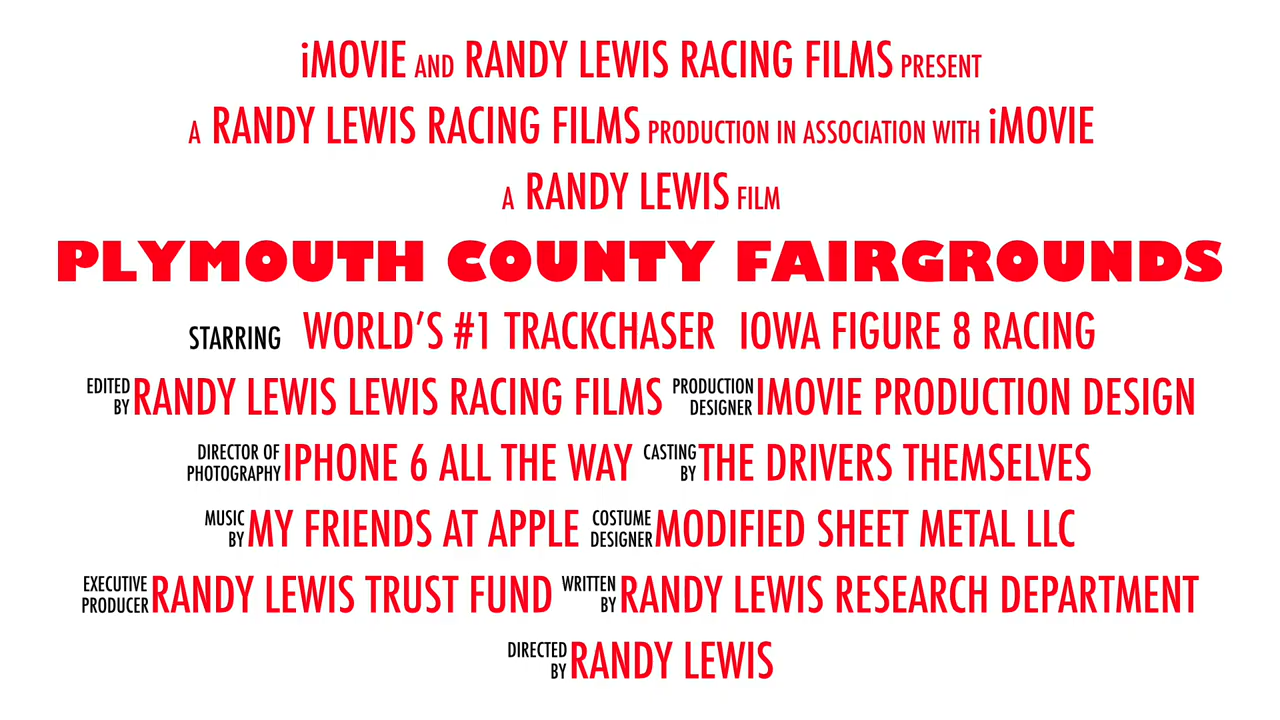 iMOVIE AND RANDY LEWIS RACING FILMS PRESENT
A RANDY LEWIS RACING FILMS PRODUCTION IN ASSOCIATION WITH iMOVIE
A RANDY LEWIS FILM
PLYMOUTH COUNTY FAIRGROUNDS
STARRING WORLD'S #1 TRACKCHASER IOWA FIGURE 8 RACING
EDITED BY RANDY LEWIS LEWIS RACING FILMS PRODUCTION DESIGNER IMOVIE PRODUCTION DESIGN
DIRECTOR OF PHOTOGRAPHY IPHONE 6 ALL THE WAY CASTING BY THE DRIVERS THEMSELVES
MUSIC BY MY FRIENDS AT APPLE COSTUME DESIGNER MODIFIED SHEET METAL LLC
EXECUTIVE PRODUCER RANDY LEWIS TRUST FUND WRITTEN BY RANDY LEWIS RESEARCH DEPARTMENT
DIRECTED BY RANDY LEWIS